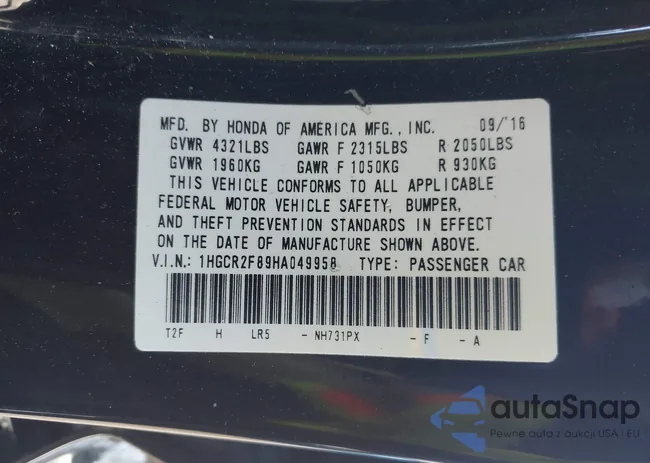 MFD. BY HONDA OF AMERICA MFG., INC. 09/'16
GVWR 4321LBS GAWR F 2315LBS R 2050LBS
GVWR 1960KG GAWR F 1050KG R 930KG
THIS VEHICLE CONFORMS TO ALL APPLICABLE
FEDERAL MOTOR VEHICLE SAFETY, BUMPER,
AND THEFT PREVENTION STANDARDS IN EFFECT
ON THE DATE OF MANUFACTURE SHOWN ABOVE.
V.I.N.: 1HGCR2F89HA049958 TYPE: PASSENGER CAR
T2F H LR5 - NH731PX - F - A
autoSnap
Pewne auta z aukcji USA - EU